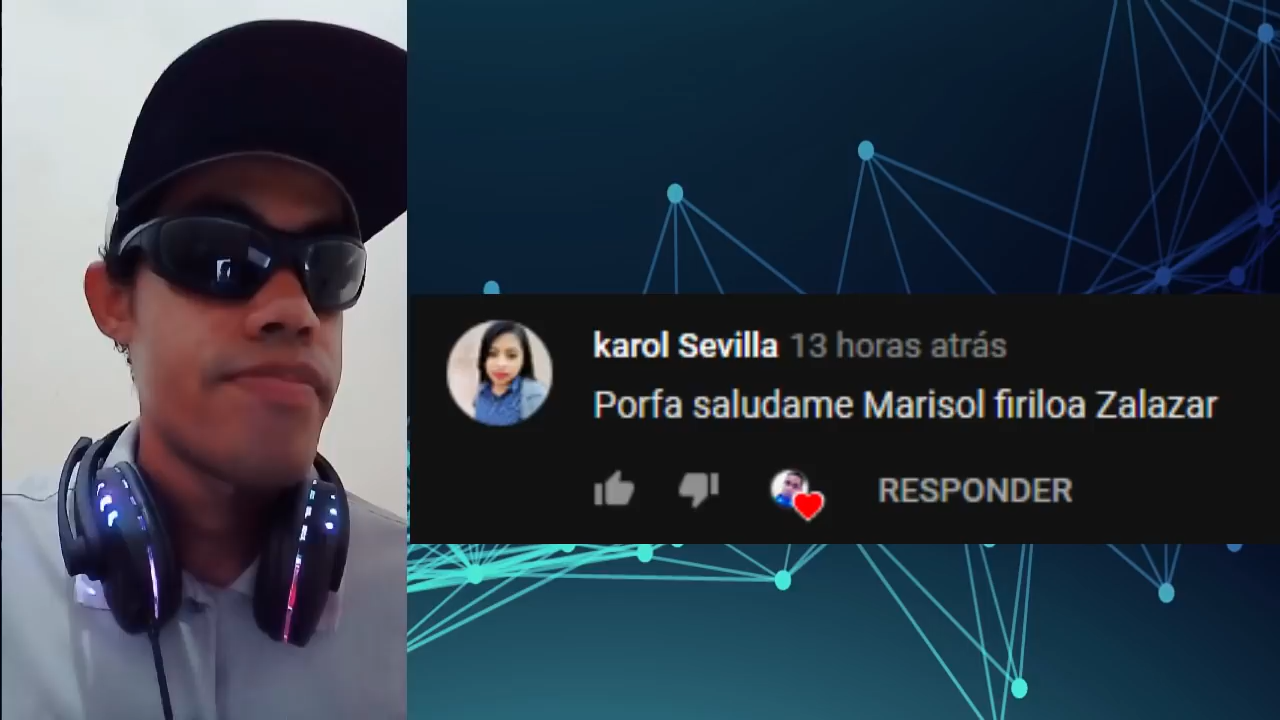 karol Sevilla 13 horas atrás
Porfa saludame Marisol firiloa Zalazar
RESPONDER